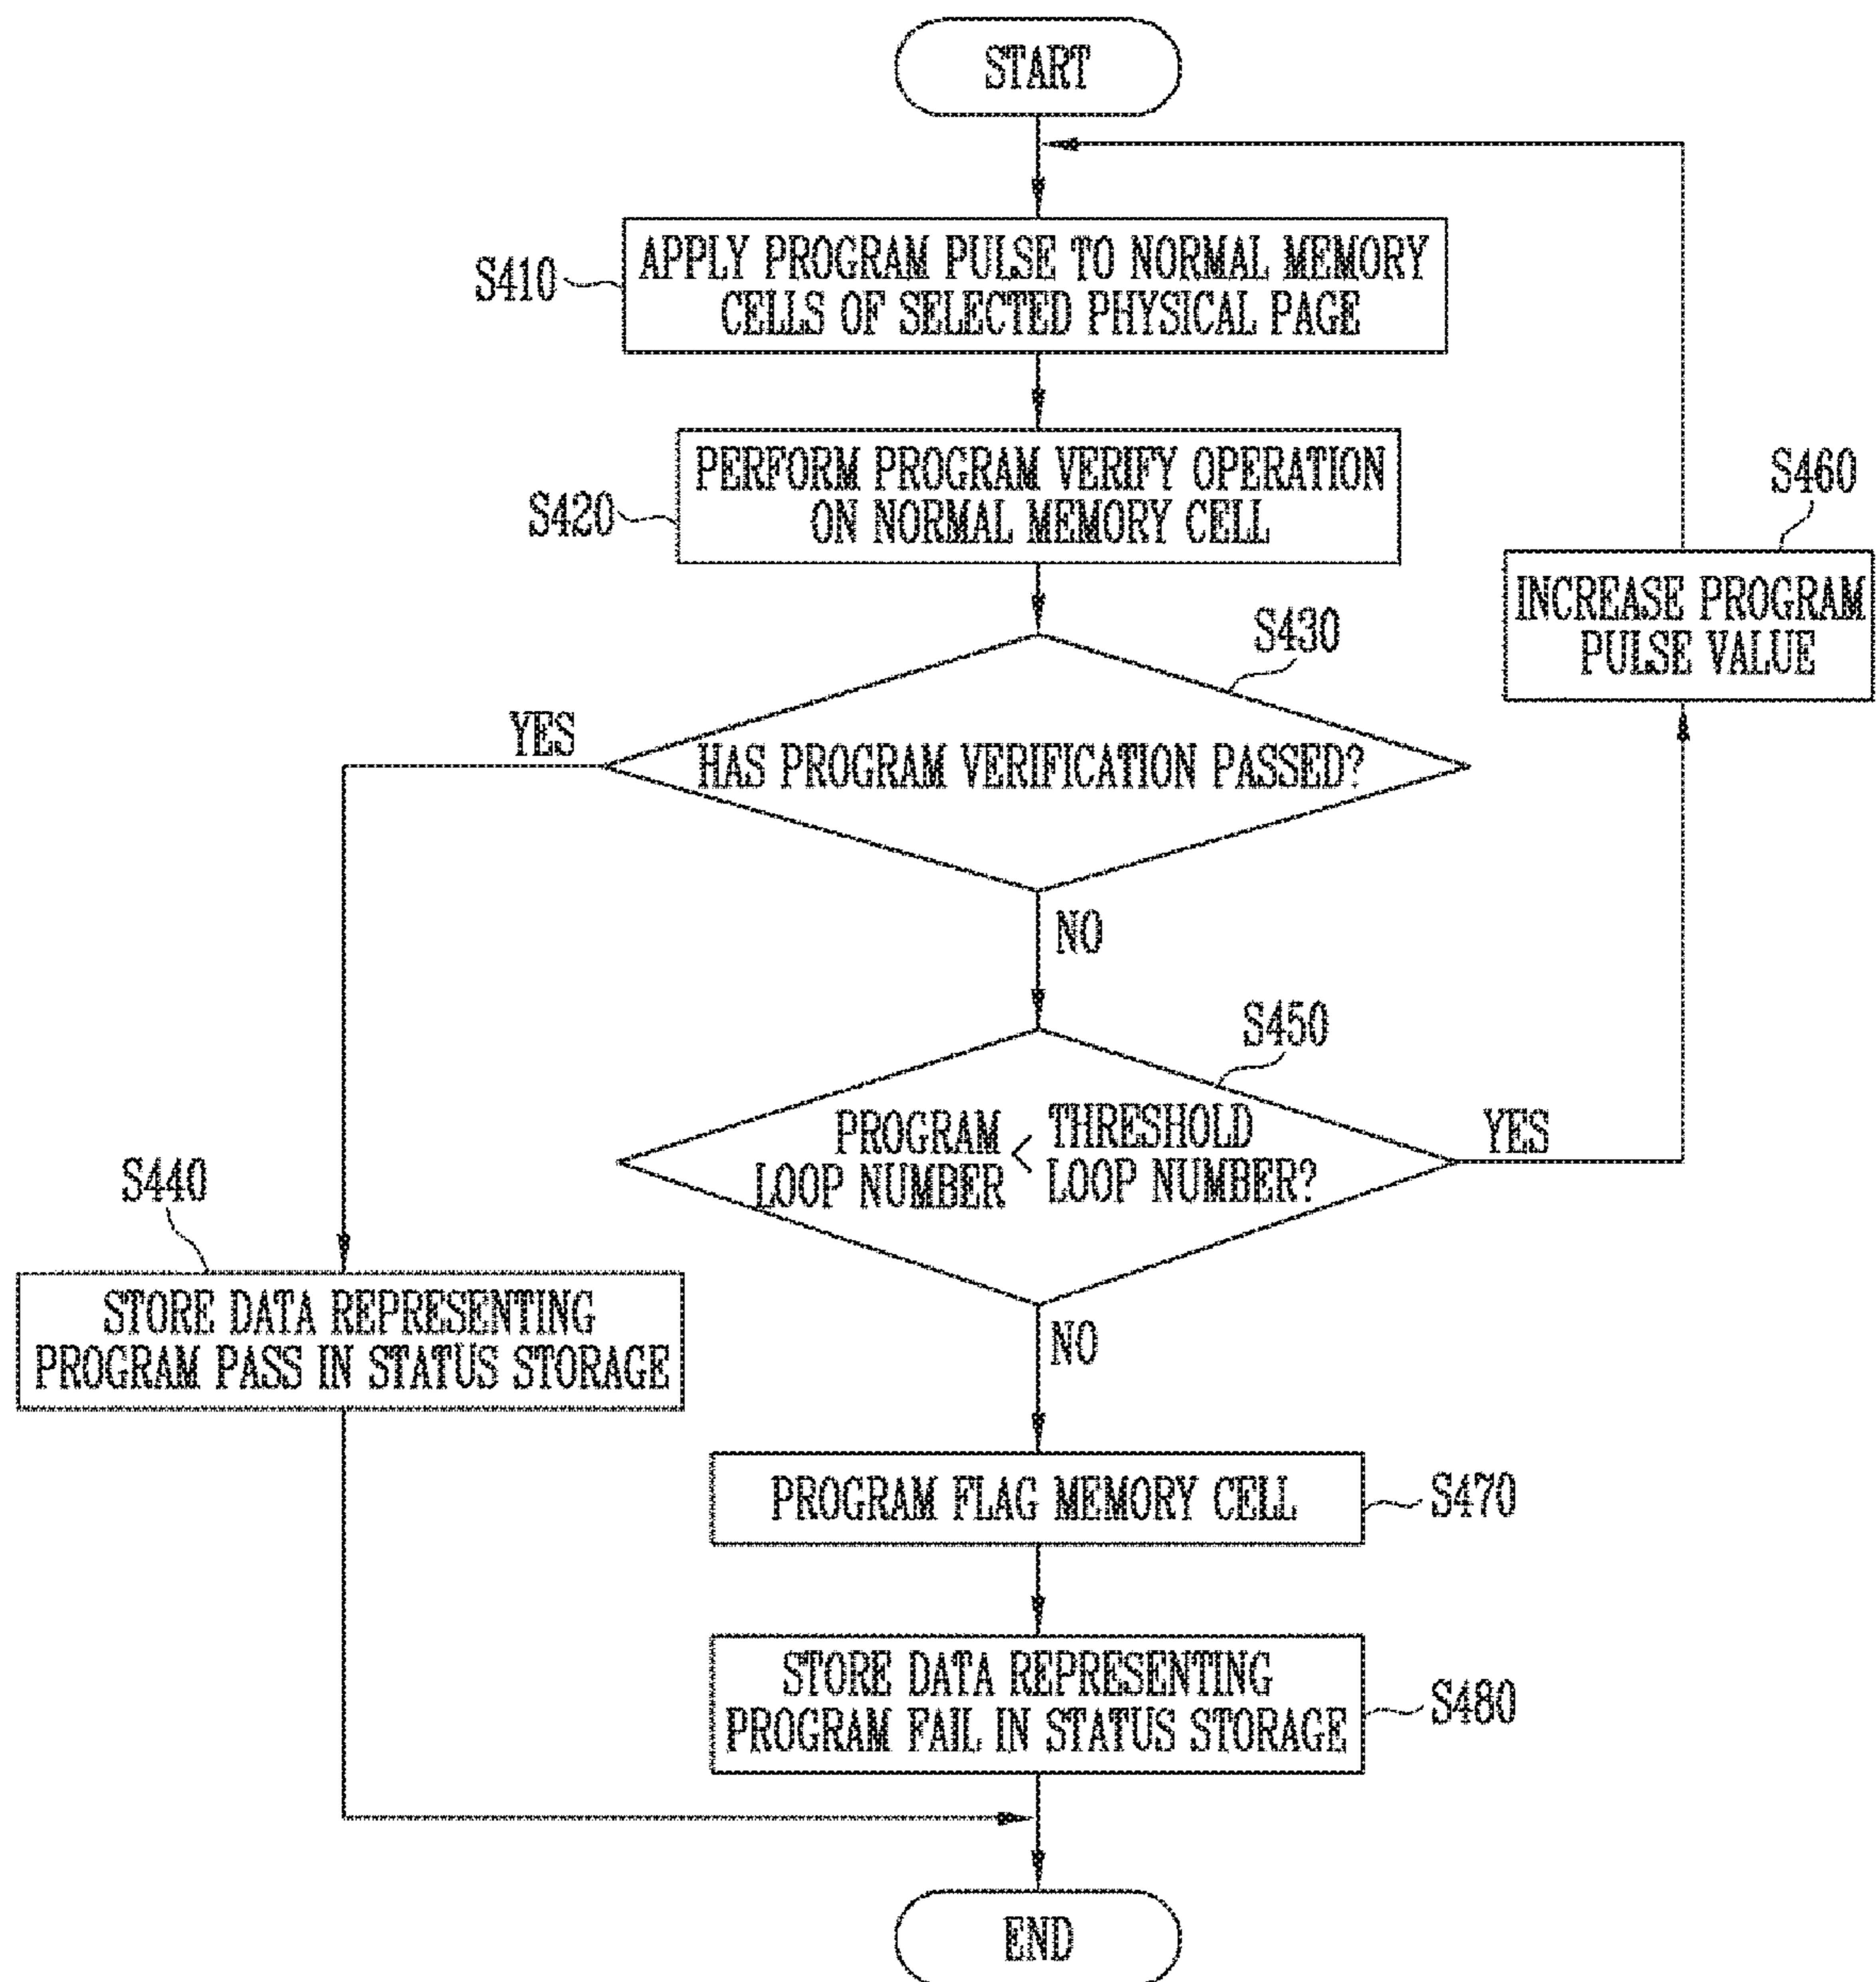 START
S410
APPLY PROGRAM PULSE TO NORMAL MEMORY
CELLS OF SELECTED PHYSICAL PAGE
S420
PERFORM PROGRAM VERIFY OPERATION
ON NORMAL MEMORY CELL
S460
INCREASE PROGRAM
PULSE VALUE
S430
YES
HAS PROGRAM VERIFICATION PASSED?
NO
S450
PROGRAM
LOOP NUMBER
<
THRESHOLD
LOOP NUMBER?
YES
S440
STORE DATA REPRESENTING
PROGRAM PASS IN STATUS STORAGE
NO
PROGRAM FLAG MEMORY CELL
S470
STORE DATA REPRESENTING
PROGRAM FAIL IN STATUS STORAGE
S480
END